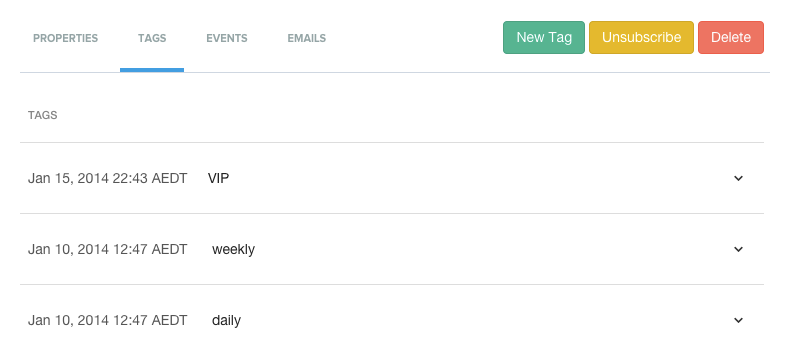 PROPERTIES TAGS EVENTS EMAILS New Tag Unsubscribe Delete
TAGS
Jan 15, 2014 22:43 AEDT VIP
Jan 10, 2014 12:47 AEDT weekly
Jan 10, 2014 12:47 AEDT daily